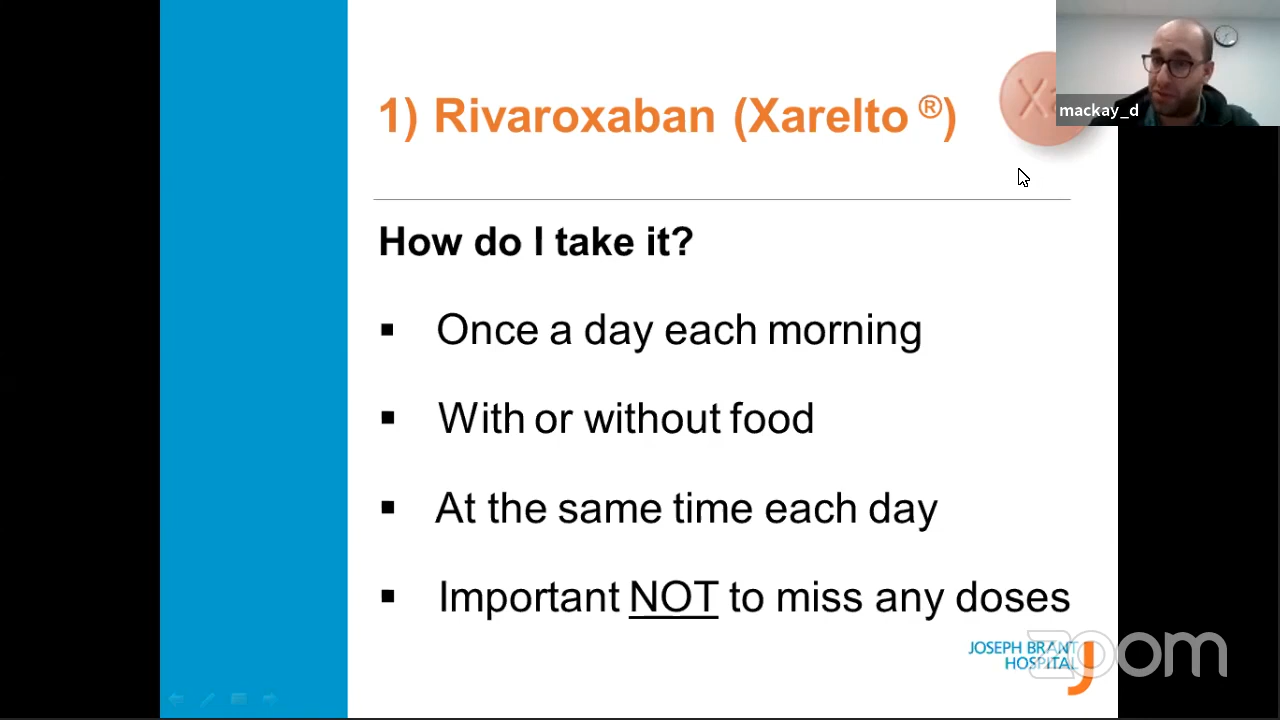 1) Rivaroxaban (Xarelto ®)
mackay_d
How do I take it?
▪ Once a day each morning
▪ With or without food
▪ At the same time each day
▪ Important NOT to miss any doses
JOSEPH BRANT
HOSPITAL
zoom